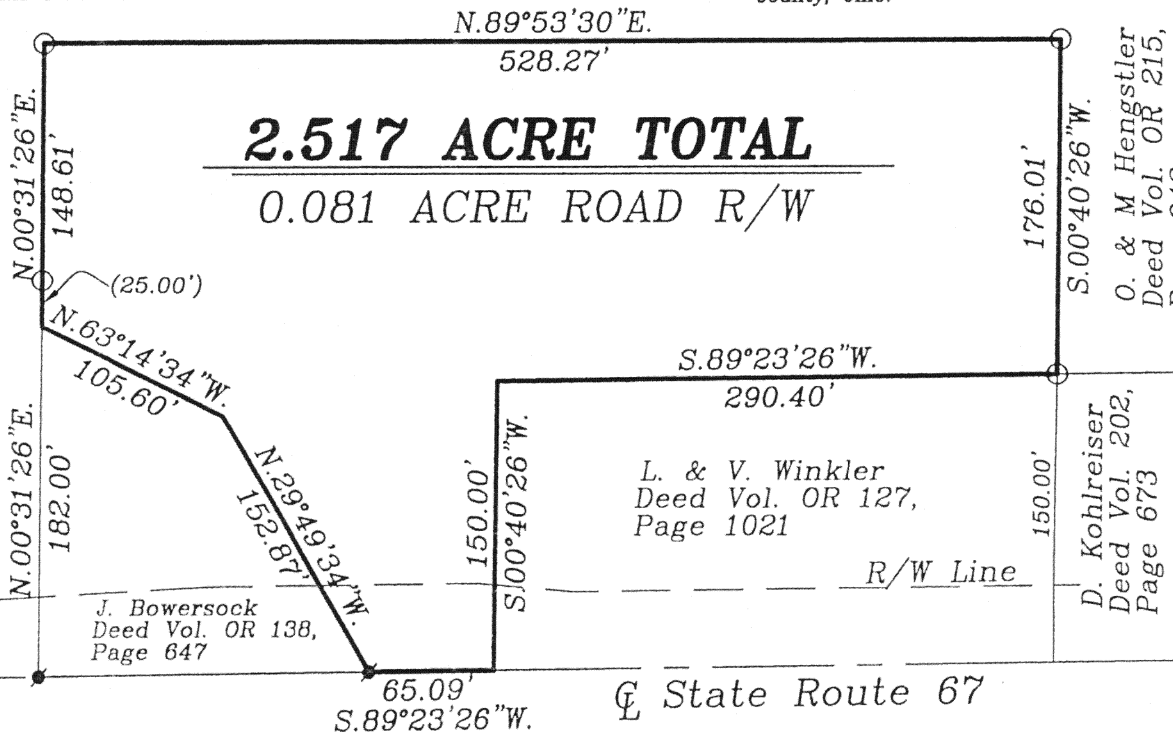 County, Ohio.
N.89°53'30"E.
528.27'
2.517 ACRE TOTAL
0.081 ACRE ROAD R/W
N.00°31'26"E.
148.61'
(25.00')
176.01'
S.00°40'26"W.
O. & M Hengstler
Deed Vol. OR 215,
N.63°14'34"W.
105.60'
S.89°23'26"W.
290.40'
N.00°31'26"E.
182.00'
N.29°49'34"W.
152.87'
150.00'
S.00°40'26"W.
L. & V. Winkler
Deed Vol. OR 127,
Page 1021
150.00'
D. Kohlreiser
Deed Vol. 202,
Page 673
R/W Line
J. Bowersock
Deed Vol. OR 138,
Page 647
65.09'
S.89°23'26"W.
℄ State Route 67